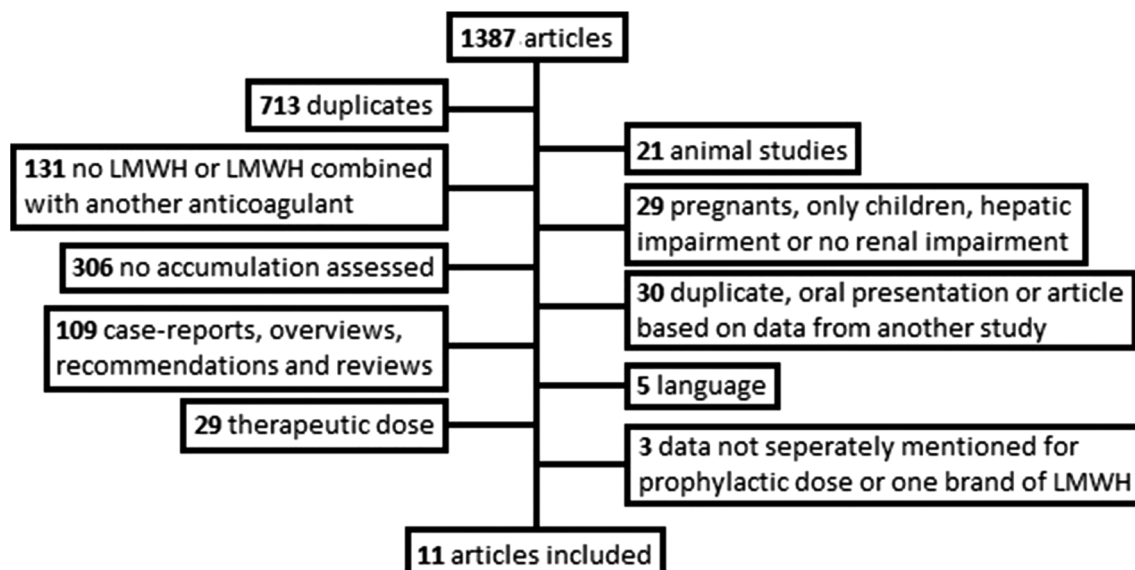 1387 articles
713 duplicates
21 animal studies
131 no LMWH or LMWH combined
with another anticoagulant
29 pregnants, only children, hepatic
impairment or no renal impairment
306 no accumulation assessed
30 duplicate, oral presentation or article
based on data from another study
109 case-reports, overviews,
recommendations and reviews
5 language
29 therapeutic dose
3 data not seperately mentioned for
prophylactic dose or one brand of LMWH
11 articles included